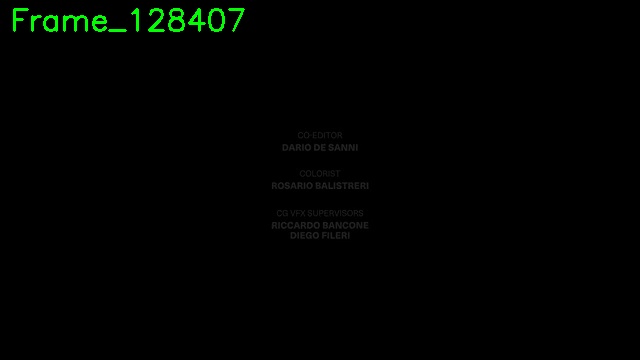 Frame_128407
CO-EDITOR
DARIO DE SANNI
COLORIST
ROSARIO BALISTRERI
CG VFX SUPERVISORS
RICCARDO BANCONE
DIEGO FILERI